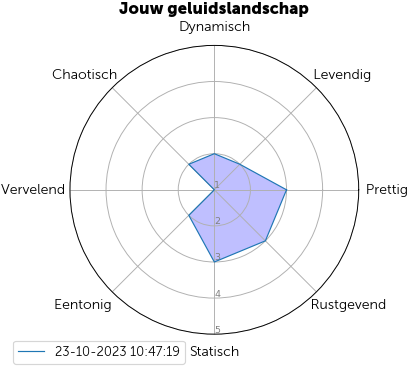 Jouw geluidslandschap
Dynamisch
Chaotisch
Levendig
Vervelend
1
Prettig
2
3
4
Eentonig
Rustgevend
5
23-10-2023 10:47:19
Statisch